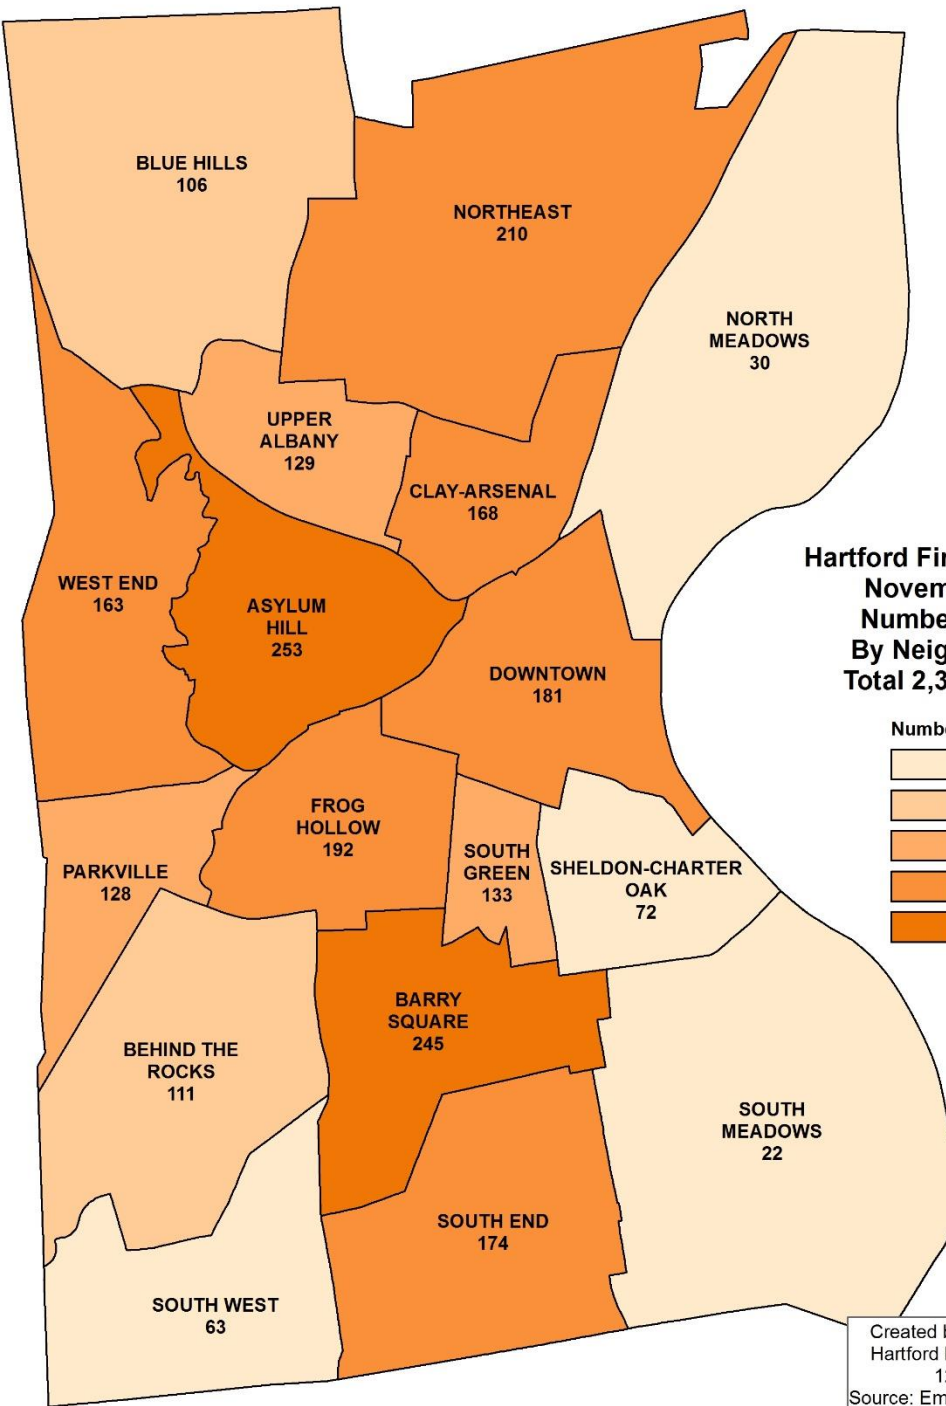 BLUE HILLS
106
NORTHEAST
210
NORTH
MEADOWS
30
UPPER
ALBANY
129
CLAY-ARSENAL
168
WEST END
163
ASYLUM
HILL
253
DOWNTOWN
181
FROG
HOLLOW
192
SOUTH
GREEN
133
SHELDON-CHARTER
OAK
72
PARKVILLE
128
BARRY
SQUARE
245
BEHIND THE
ROCKS
111
SOUTH
MEADOWS
22
SOUTH END
174
SOUTH WEST
63
Hartford Fir
Novem
Numbe
By Neig
Total 2,3
Numbe
Created
Hartford
Source: Em